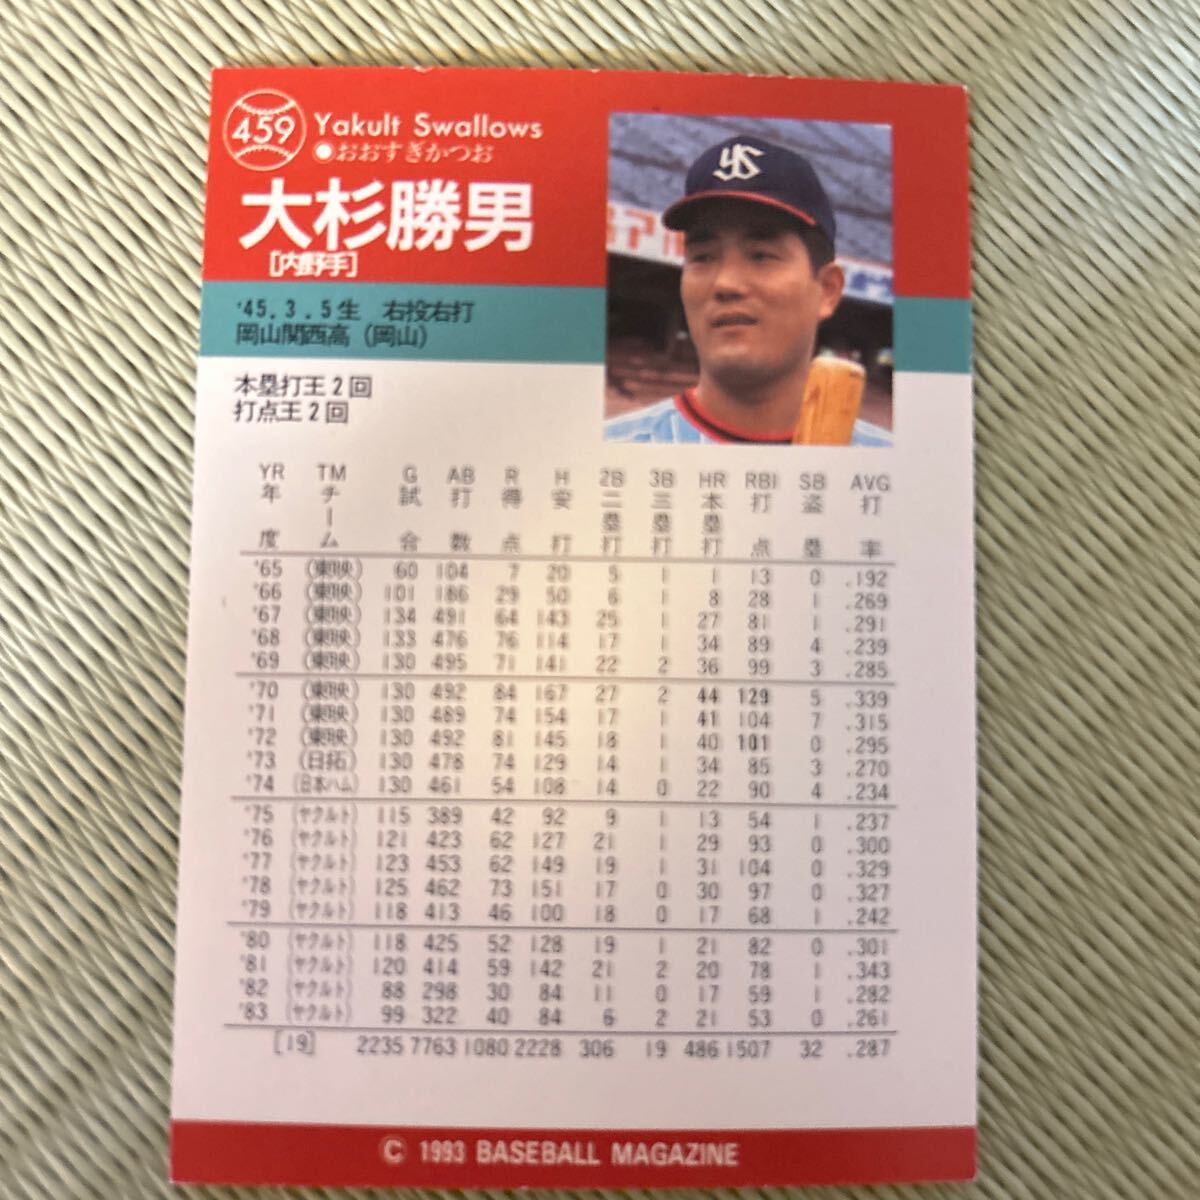 459
Yakult Swallows
●おおすぎかつお
大杉勝男
[内野手]
'45.3.5生 右投右打
岡山関西高(岡山)
本塁打王2回
打点王2回
YR TM G AB R H 2B 3B HR RBI SB AVG
年度 チーム 試合 打数 得点 安打 二塁打 三塁打 本塁打 打点 盗塁 打率
'65 (東映) 60 104 7 20 5 1 1 13 0 .192
'66 (東映) 101 186 29 50 6 1 8 28 1 .269
'67 (東映) 134 491 64 143 25 1 27 81 1 .291
'68 (東映) 133 476 76 114 17 1 34 89 4 .239
'69 (東映) 130 495 71 141 22 2 36 99 3 .285
'70 (東映) 130 492 84 167 27 2 44 129 5 .339
'71 (東映) 130 489 74 154 17 1 41 104 7 .315
'72 (東映) 130 492 81 145 18 1 40 101 0 .295
'73 (日拓) 130 478 74 129 14 1 34 85 3 .270
'74 (日本ハム) 130 461 54 108 14 0 22 90 4 .234
'75 (ヤクルト) 115 389 42 92 9 1 13 54 1 .237
'76 (ヤクルト) 121 423 62 127 21 1 29 93 0 .300
'77 (ヤクルト) 123 453 62 149 19 1 31 104 0 .329
'78 (ヤクルト) 125 462 73 151 17 0 30 97 0 .327
'79 (ヤクルト) 118 413 46 100 18 0 17 68 1 .242
'80 (ヤクルト) 118 425 52 128 19 1 21 82 0 .301
'81 (ヤクルト) 120 414 59 142 21 2 20 78 1 .343
'82 (ヤクルト) 88 298 30 84 11 0 17 59 1 .282
'83 (ヤクルト) 99 322 40 84 6 2 21 53 0 .261
[19] 2235 7763 1080 2228 306 19 486 1507 32 .287
© 1993 BASEBALL MAGAZINE